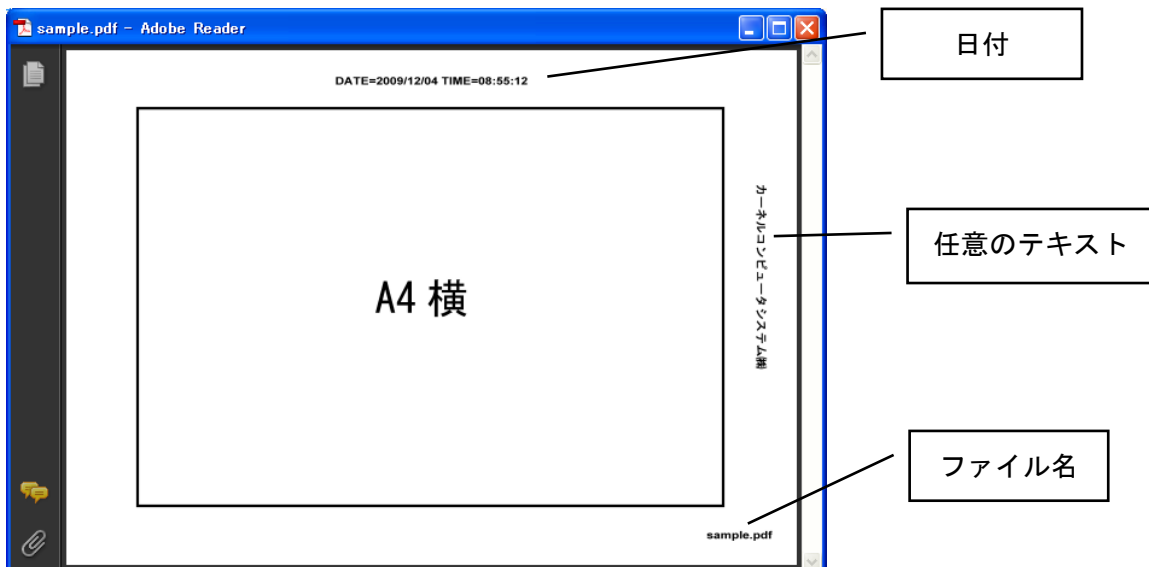 sample.pdf - Adobe Reader
日付
DATE=2009/12/04 TIME=08:55:12
カーネルコンピュータシステム㈱
任意のテキスト
A4 横
ファイル名
sample.pdf